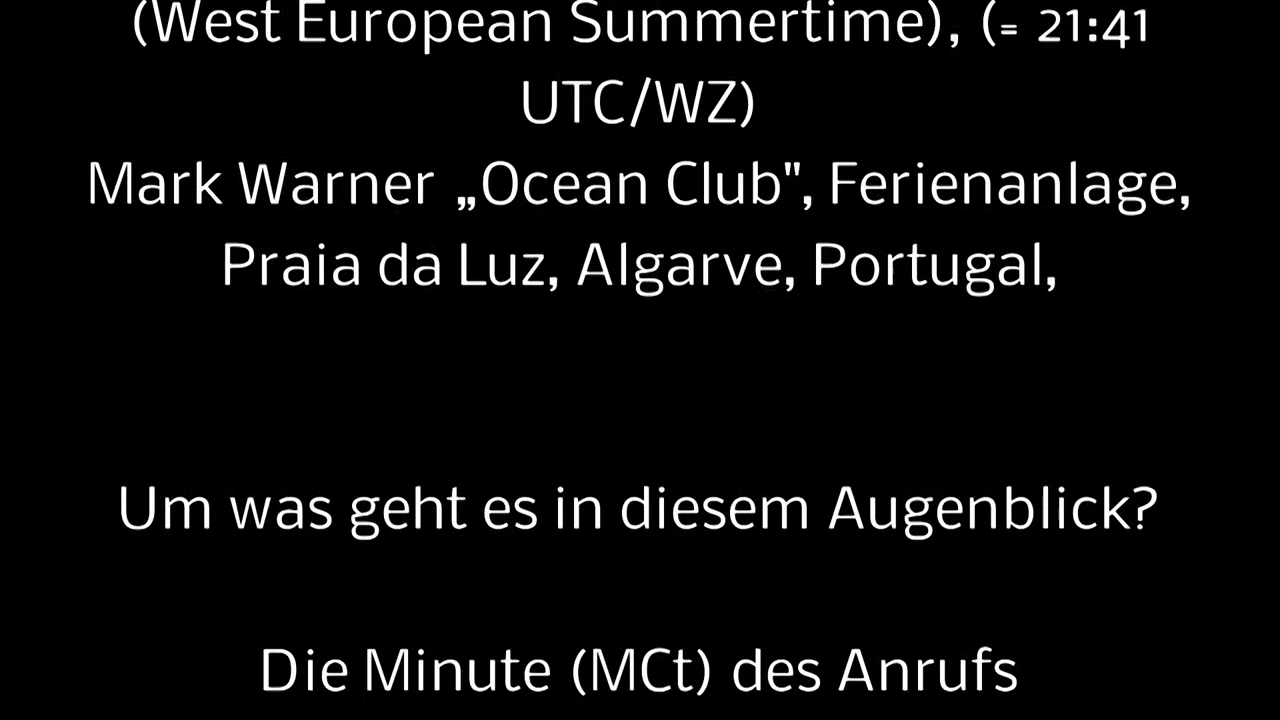 (West European Summertime), (= 21:41
UTC/WZ)
Mark Warner „Ocean Club", Ferienanlage,
Praia da Luz, Algarve, Portugal,
Um was geht es in diesem Augenblick?
Die Minute (MCt) des Anrufs